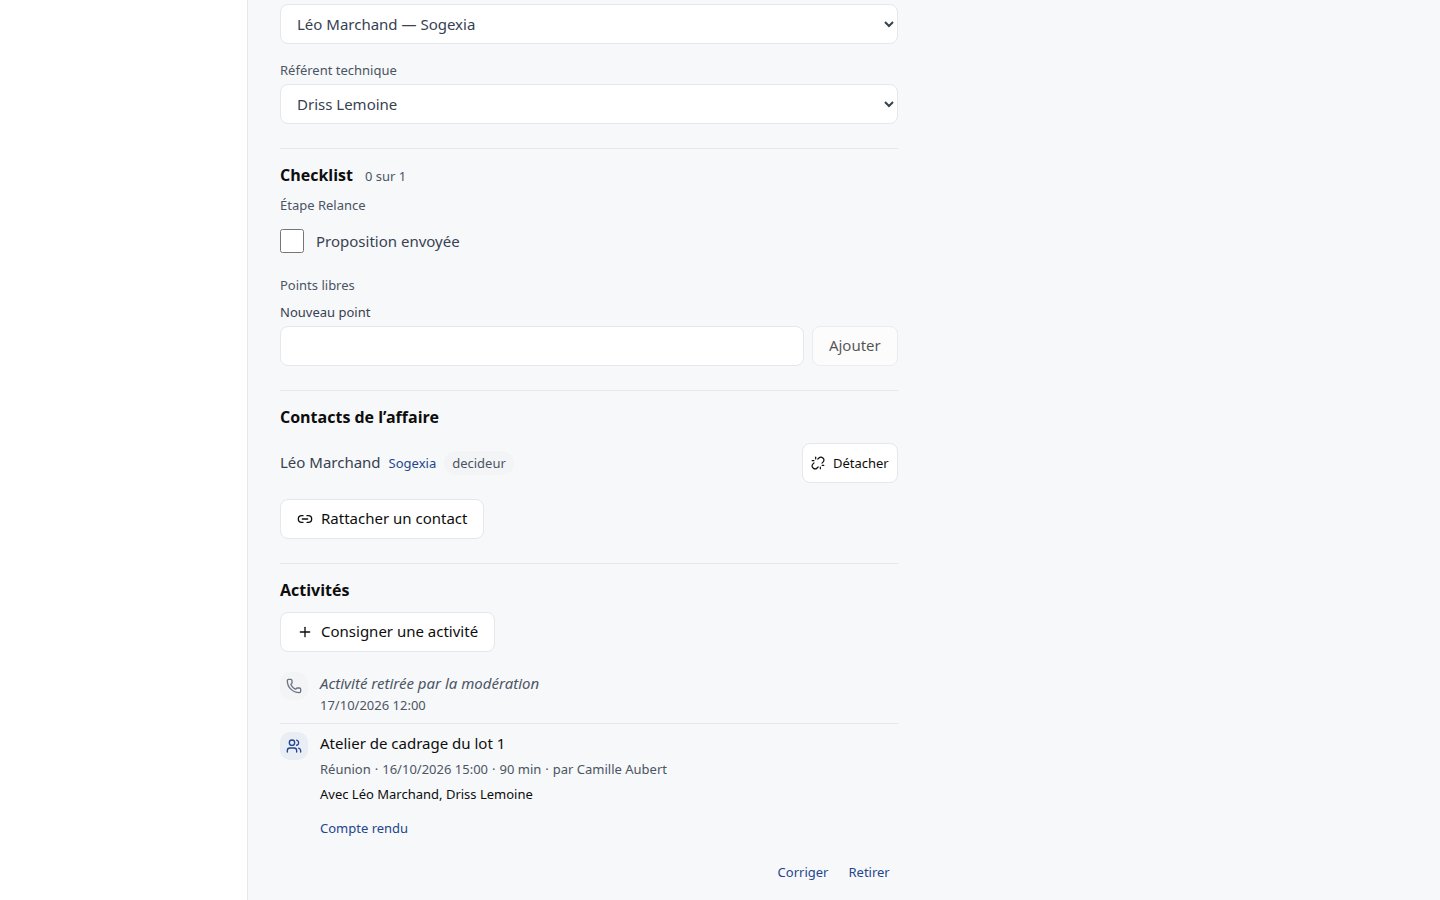 Léo Marchand — Sogexia
Référent technique
Driss Lemoine
Checklist 0 sur 1
Étape Relance
Proposition envoyée
Points libres
Nouveau point
Ajouter
Contacts de l’affaire
Léo Marchand Sogexia decideur Détacher
Rattacher un contact
Activités
Consigner une activité
Activité retirée par la modération
17/10/2026 12:00
Atelier de cadrage du lot 1
Réunion · 16/10/2026 15:00 · 90 min · par Camille Aubert
Avec Léo Marchand, Driss Lemoine
Compte rendu
Corriger Retirer